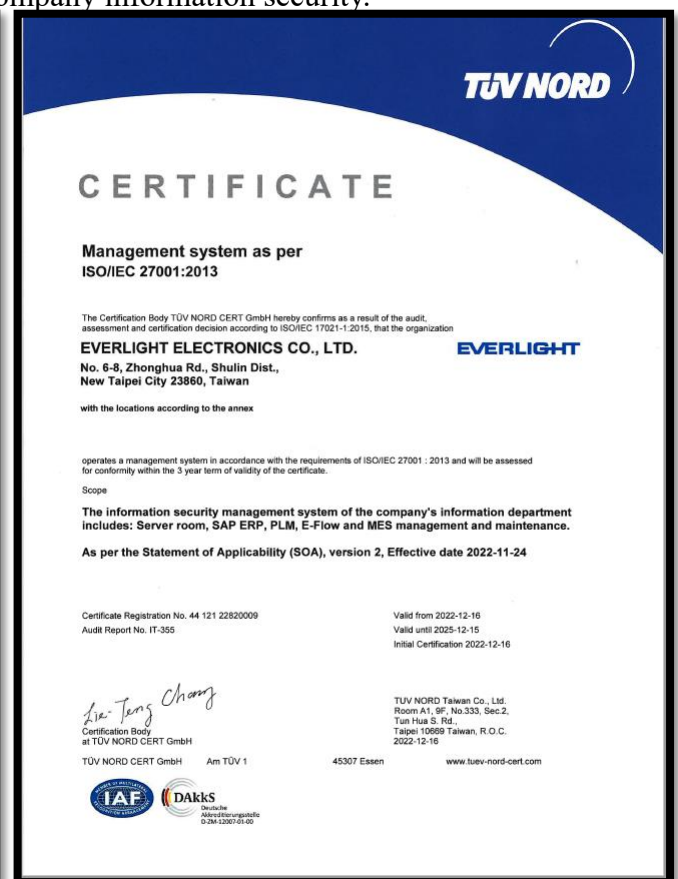 ompany information security.
TÜV NORD
CERTIFICATE
Management system as per
ISO/IEC 27001:2013
The Certification Body TÜV NORD CERT GmbH hereby confirms as a result of the audit,
assessment and certification decision according to ISO/IEC 17021-1:2015, that the organization
EVERLIGHT ELECTRONICS CO., LTD.
EVERLIGHT
No. 6-8, Zhonghua Rd., Shulin Dist.,
New Taipei City 23860, Taiwan
with the locations according to the annex
operates a management system in accordance with the requirements of ISO/IEC 27001 : 2013 and will be assessed
for conformity within the 3 year term of validity of the certificate.
Scope
The information security management system of the company's information department
includes: Server room, SAP ERP, PLM, E-Flow and MES management and maintenance.
As per the Statement of Applicability (SOA), version 2, Effective date 2022-11-24
Certificate Registration No. 44 121 22820009
Audit Report No. IT-355
Valid from 2022-12-16
Valid until 2025-12-15
Initial Certification 2022-12-16
Lie-Teng Chang
Certification Body
at TÜV NORD CERT GmbH
TUV NORD Taiwan Co., Ltd.
Room A1, 9F, No.333, Sec.2,
Tun Hua S. Rd.,
Taipei 10669 Taiwan, R.O.C.
2022-12-16
TÜV NORD CERT GmbH Am TÜV 1 45307 Essen www.tuev-nord-cert.com
IAF
DAkkS
Deutsche
Akkreditierungsstelle
D-ZM-12007-01-00